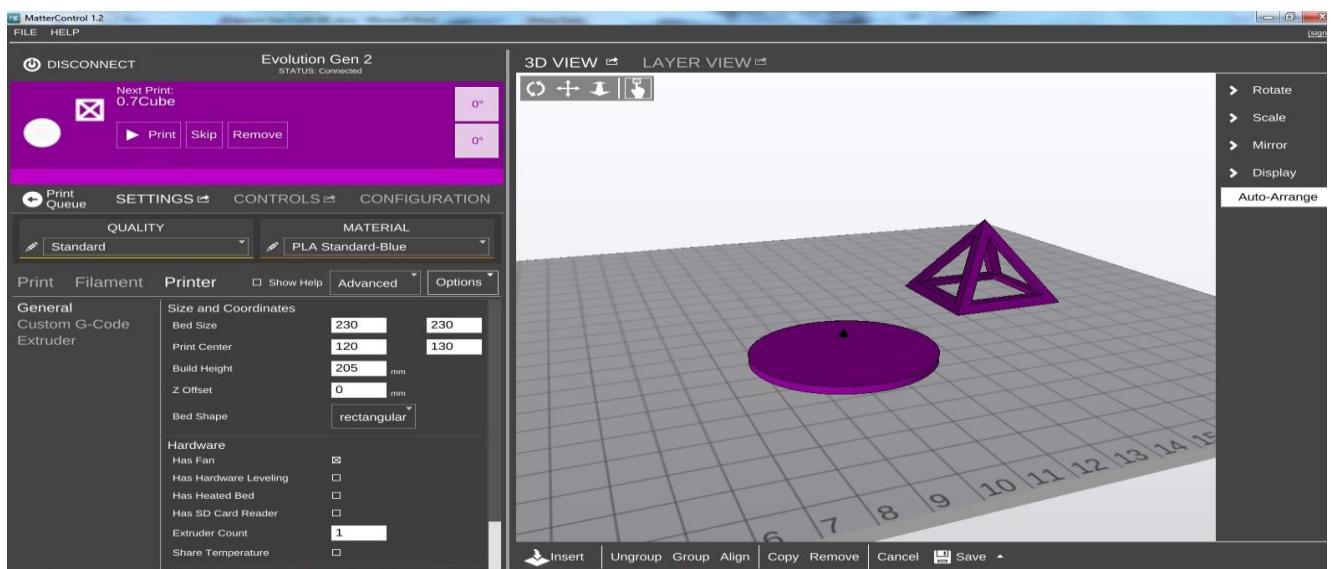 MatterControl 1.2
FILE HELP
(sign
DISCONNECT
Evolution Gen 2
STATUS: Connected
Next Print:
0.7Cube
0°
Print Skip Remove
0°
Print Queue
SETTINGS CONTROLS CONFIGURATION
QUALITY MATERIAL
Standard PLA Standard-Blue
Print Filament Printer Show Help Advanced Options
General
Custom G-Code
Extruder
Size and Coordinates
Bed Size 230 230
Print Center 120 130
Build Height 205 mm
Z Offset 0 mm
Bed Shape rectangular
Hardware
Has Fan
Has Hardware Leveling
Has Heated Bed
Has SD Card Reader
Extruder Count 1
Share Temperature
3D VIEW LAYER VIEW
Rotate
Scale
Mirror
Display
Auto-Arrange
6 7 8 9 10 11 12 13 14 15
Insert Ungroup Group Align Copy Remove Cancel Save